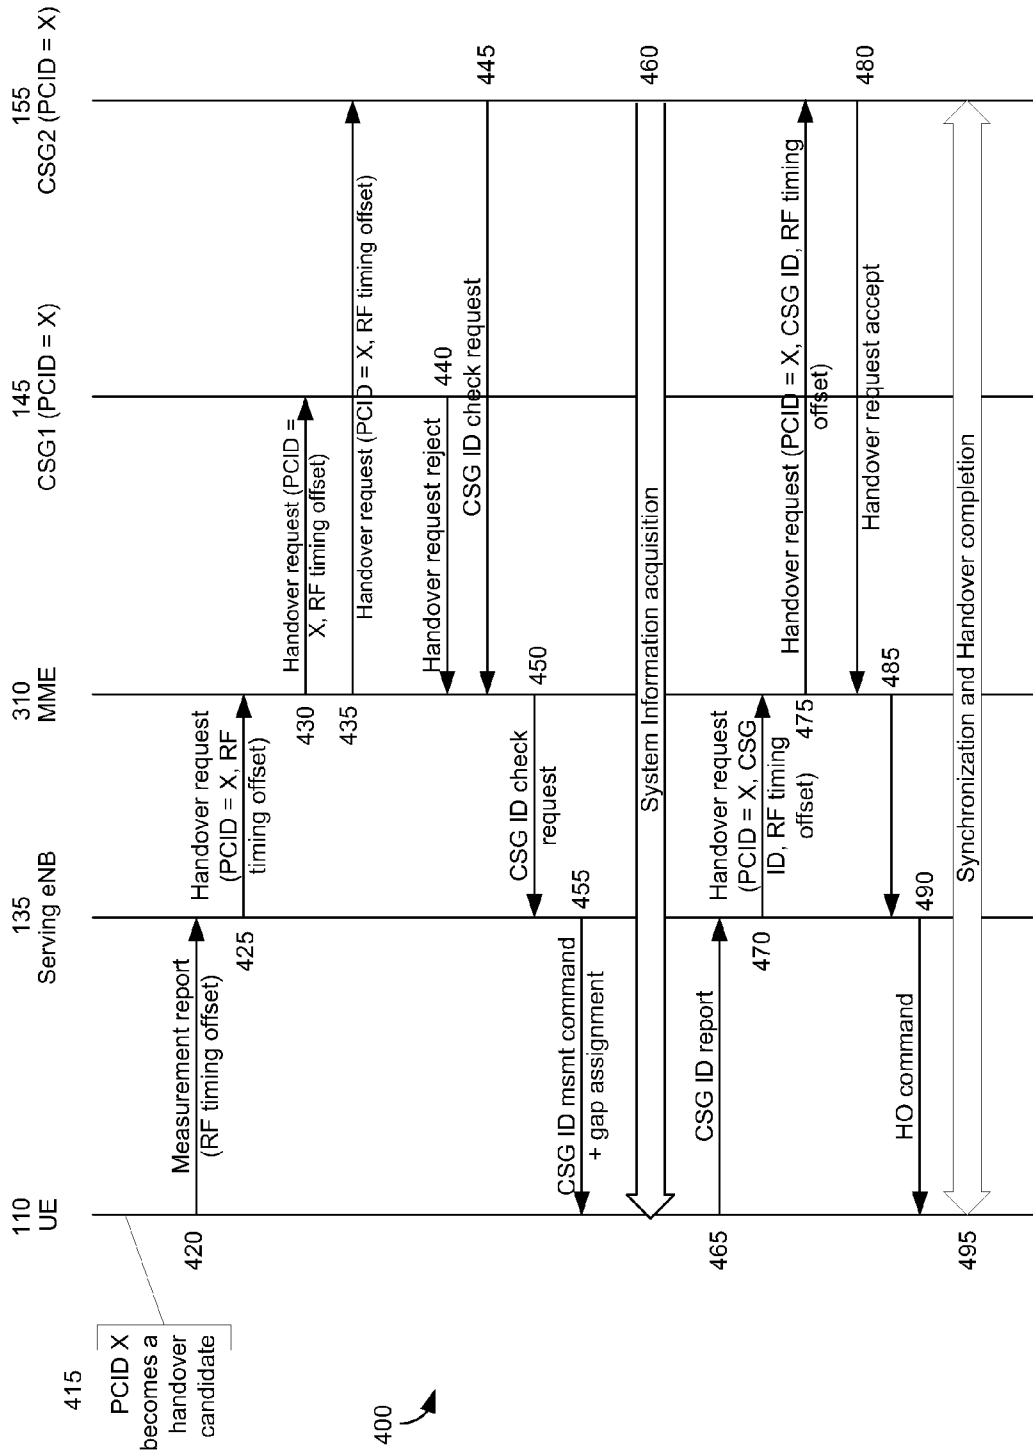 400
415
PCID X
becomes a
handover
candidate
110
UE
135
Serving eNB
310
MME
145
CSG1 (PCID = X)
155
CSG2 (PCID = X)
420
Measurement report
(RF timing offset)
425
Handover request
(PCID = X, RF
timing offset)
430
Handover request (PCID =
X, RF timing offset)
435
Handover request (PCID = X, RF timing offset)
440
Handover request reject
445
CSG ID check request
450
CSG ID check
request
455
CSG ID msmt command
+ gap assignment
460
System Information acquisition
465
CSG ID report
470
Handover request
(PCID = X, CSG
ID, RF timing
offset)
475
Handover request (PCID = X, CSG ID, RF timing
offset)
480
Handover request accept
485
490
HO command
495
Synchronization and Handover completion